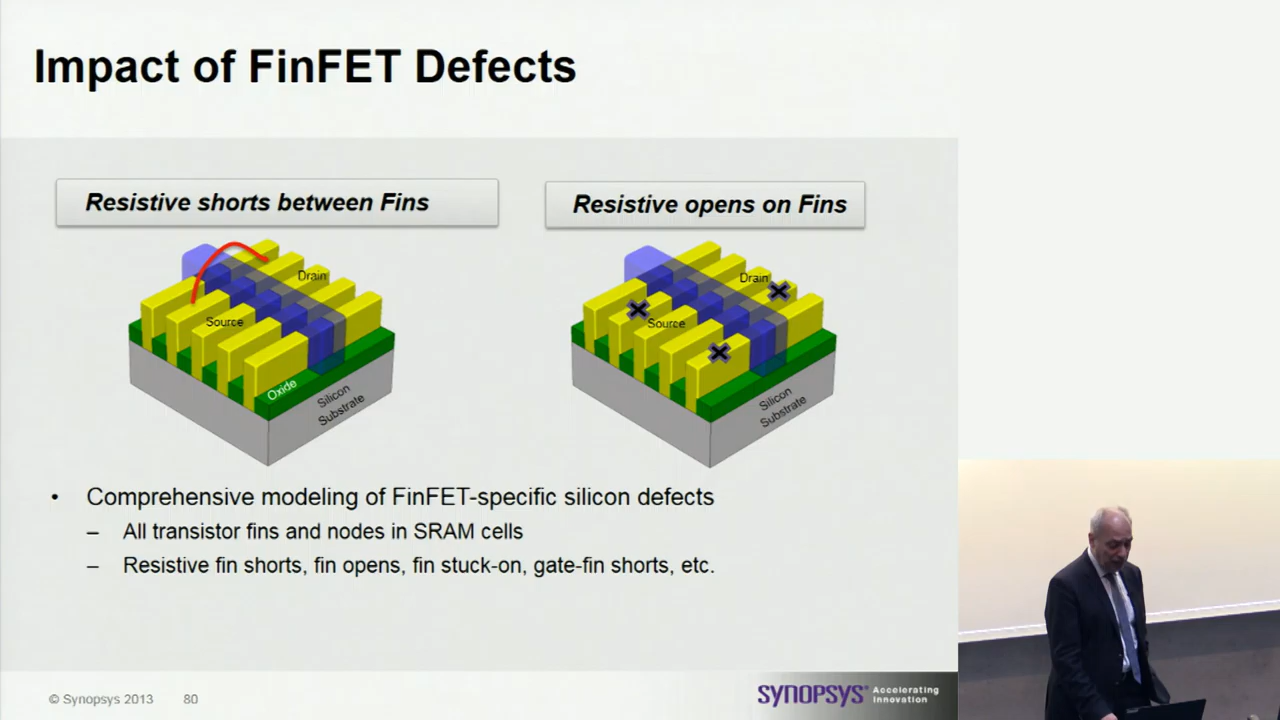 Impact of FinFET Defects
Resistive shorts between Fins
Resistive opens on Fins
Drain
Source
Oxide
Silicon
Substrate
Drain
Source
Silicon
Substrate
• Comprehensive modeling of FinFET-specific silicon defects
– All transistor fins and nodes in SRAM cells
– Resistive fin shorts, fin opens, fin stuck-on, gate-fin shorts, etc.
© Synopsys 2013 80
SYNOPSYS® Accelerating
Innovation